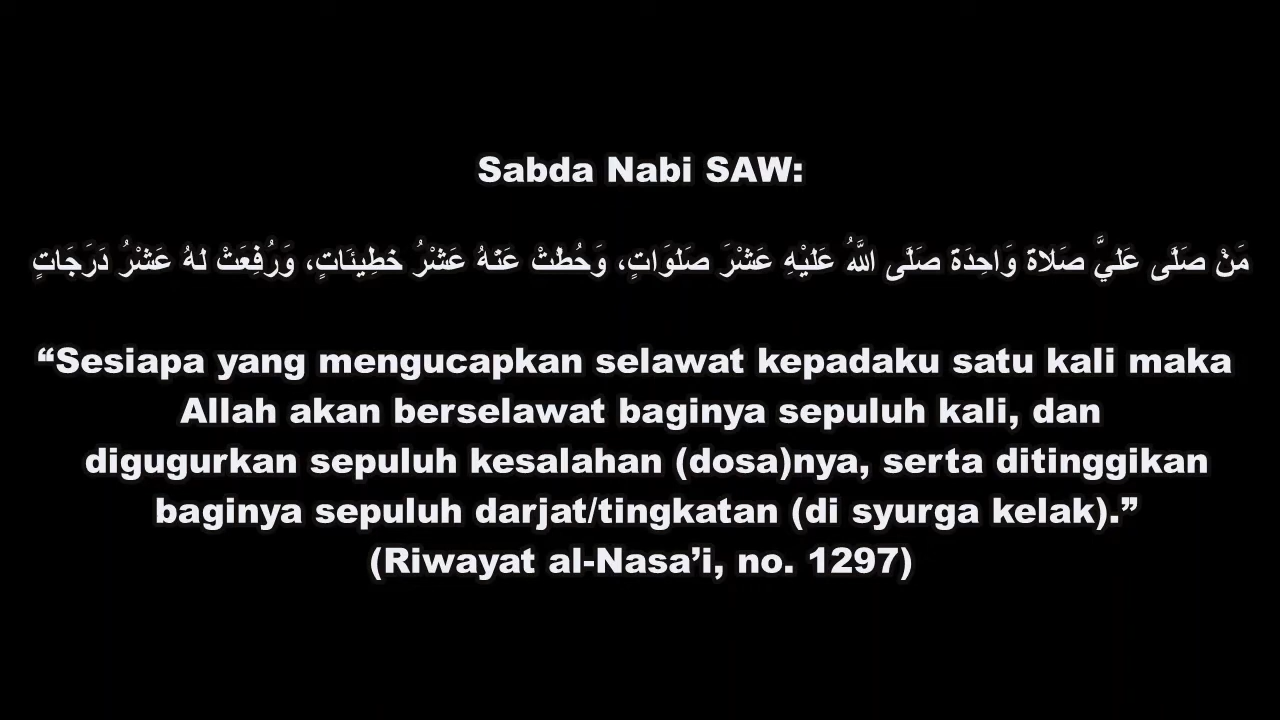 Sabda Nabi SAW:
مَنْ صَلَّى عَلَيَّ صَلاةً وَاحِدَةً صَلَّى اللَّهُ عَلَيْهِ عَشْرَ صَلَوَاتٍ، وَحُطَّتْ عَنْهُ عَشْرُ خَطِيئَاتٍ، وَرُفِعَتْ لَهُ عَشْرُ دَرَجَاتٍ
“Sesiapa yang mengucapkan selawat kepadaku satu kali maka
Allah akan berselawat baginya sepuluh kali, dan
digugurkan sepuluh kesalahan (dosa)nya, serta ditinggikan
baginya sepuluh darjat/tingkatan (di syurga kelak).”
(Riwayat al-Nasa’i, no. 1297)